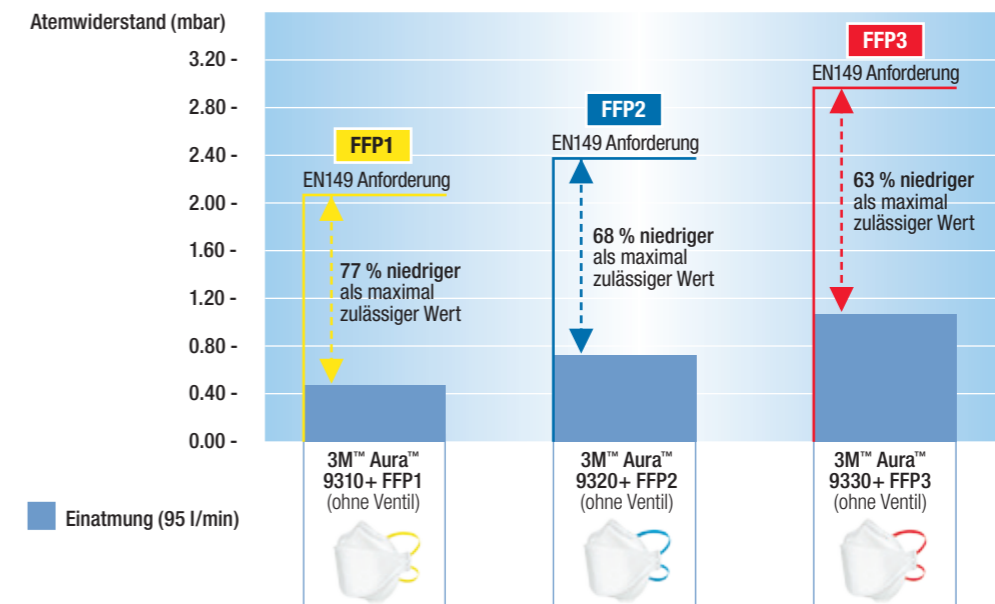 Atemwiderstand (mbar)
3.20 -
2.80 -
2.40 -
2.00 -
1.60 -
1.20 -
0.80 -
0.40 -
0.00 -
FFP1
EN149 Anforderung
77 % niedriger
als maximal
zulässiger Wert
FFP2
EN149 Anforderung
68 % niedriger
als maximal
zulässiger Wert
FFP3
EN149 Anforderung
63 % niedriger
als maximal
zulässiger Wert
3M™ Aura™
9310+ FFP1
(ohne Ventil)
3M™ Aura™
9320+ FFP2
(ohne Ventil)
3M™ Aura™
9330+ FFP3
(ohne Ventil)
Einatmung (95 l/min)